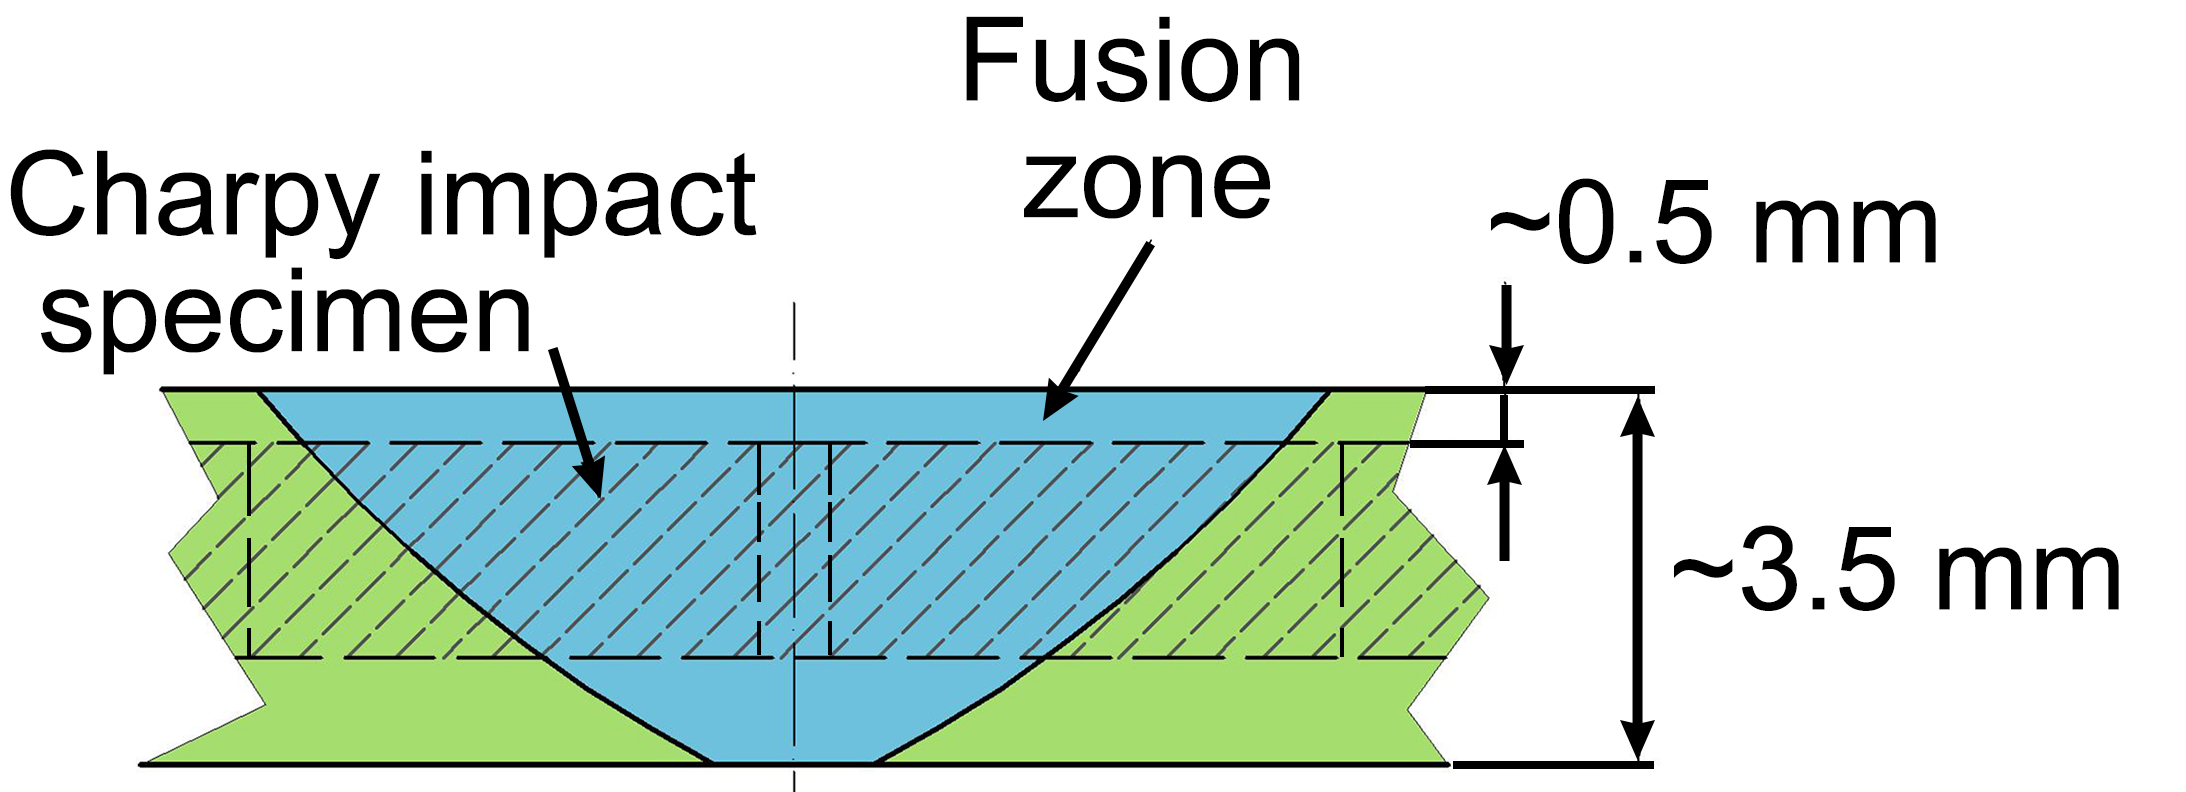 Fusion
zone
Charpy impact
specimen
~0.5 mm
~3.5 mm